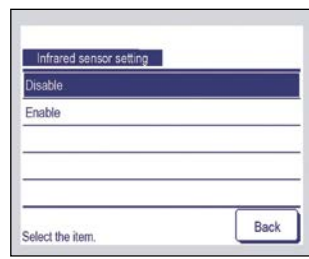 Infrared sensor setting
Disable
Enable
Select the item.
Back